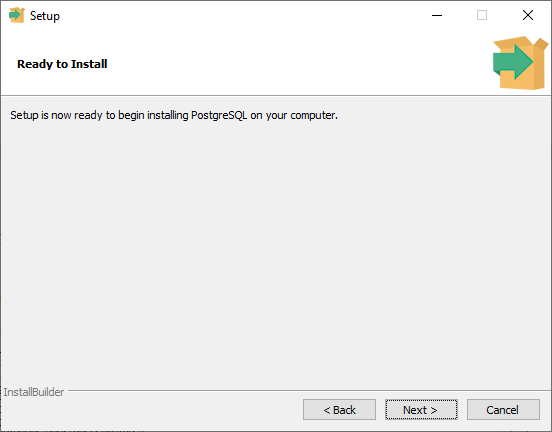 Setup
Ready to Install
Setup is now ready to begin installing PostgreSQL on your computer.
InstallBuilder
< Back
Next >
Cancel